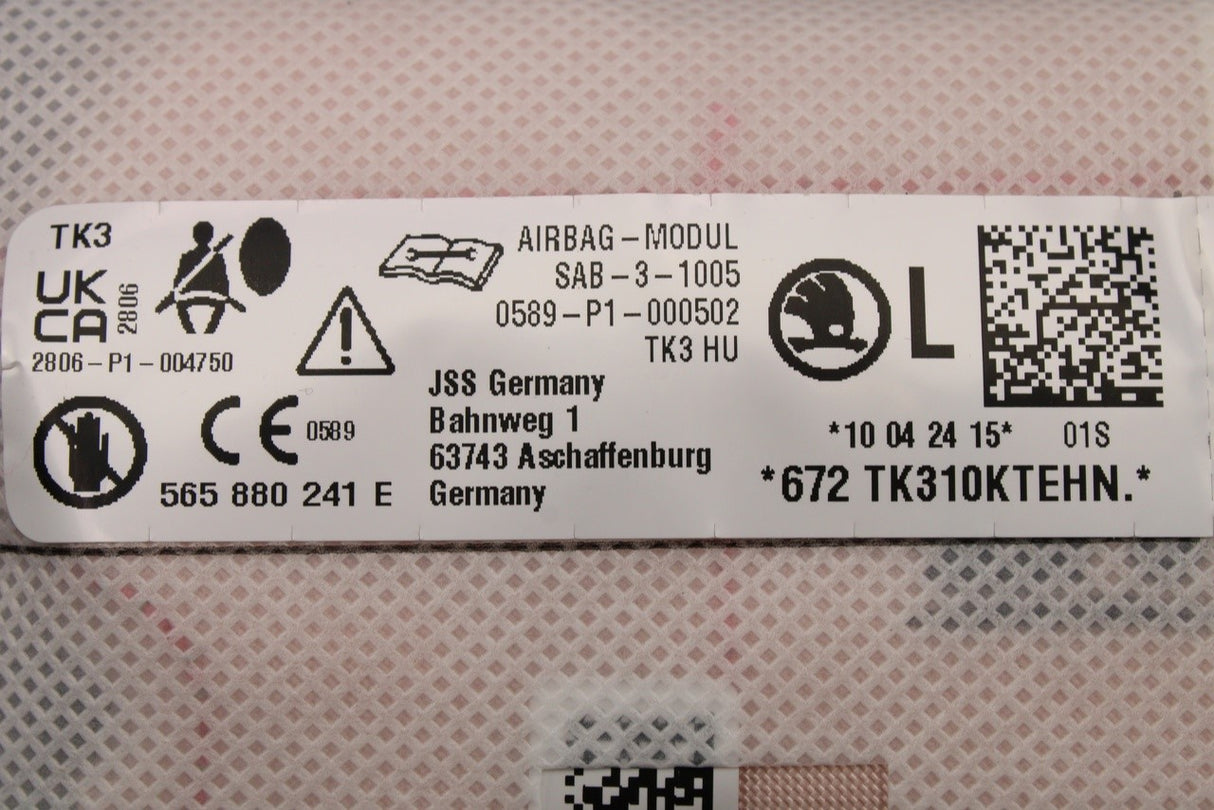 TK3
UK
CA
2806
2806-P1-004750
CE 0589
565 880 241 E
AIRBAG-MODUL
SAB-3-1005
0589-P1-000502
TK3 HU
JSS Germany
Bahnweg 1
63743 Aschaffenburg
Germany
L
*10 04 24 15* 01S
*672 TK310KTEHN.*